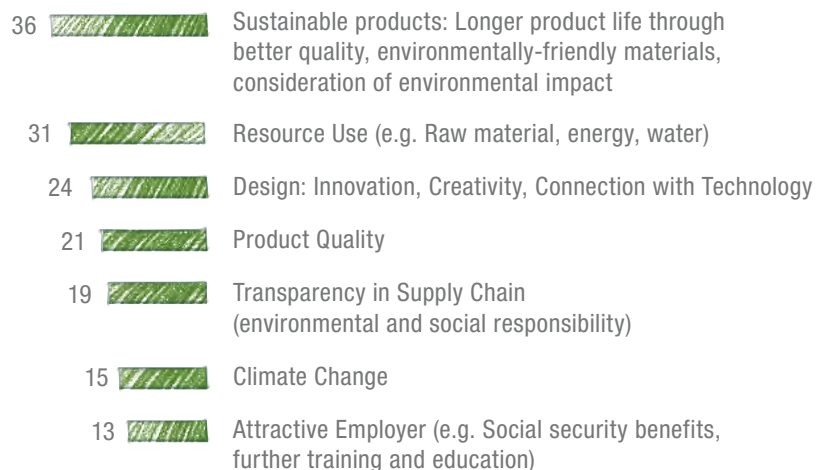 36 Sustainable products: Longer product life through
better quality, environmentally-friendly materials,
consideration of environmental impact
31 Resource Use (e.g. Raw material, energy, water)
24 Design: Innovation, Creativity, Connection with Technology
21 Product Quality
19 Transparency in Supply Chain
(environmental and social responsibility)
15 Climate Change
13 Attractive Employer (e.g. Social security benefits,
further training and education)